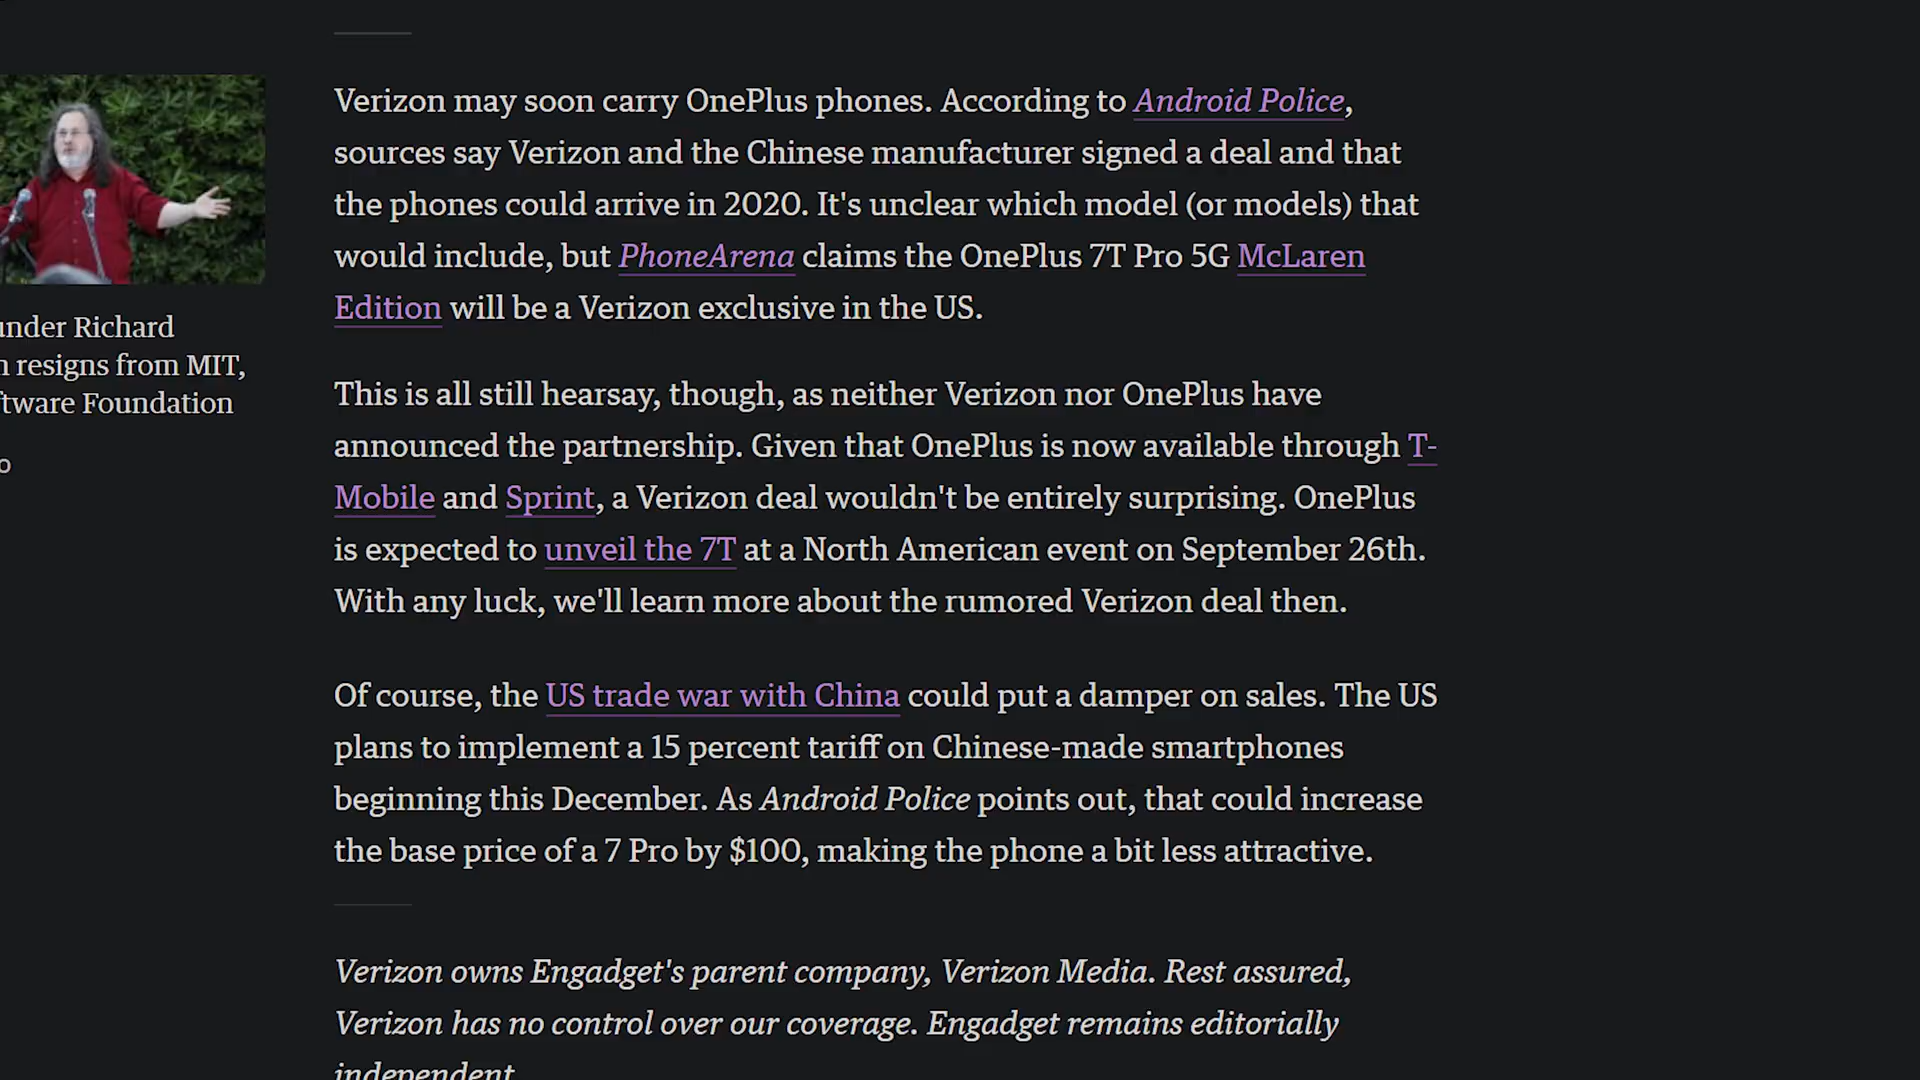 Verizon may soon carry OnePlus phones. According to Android Police,
sources say Verizon and the Chinese manufacturer signed a deal and that
the phones could arrive in 2020. It's unclear which model (or models) that
would include, but PhoneArena claims the OnePlus 7T Pro 5G McLaren
Edition will be a Verizon exclusive in the US.
This is all still hearsay, though, as neither Verizon nor OnePlus have
announced the partnership. Given that OnePlus is now available through T-
Mobile and Sprint, a Verizon deal wouldn't be entirely surprising. OnePlus
is expected to unveil the 7T at a North American event on September 26th.
With any luck, we'll learn more about the rumored Verizon deal then.
Of course, the US trade war with China could put a damper on sales. The US
plans to implement a 15 percent tariff on Chinese-made smartphones
beginning this December. As Android Police points out, that could increase
the base price of a 7 Pro by $100, making the phone a bit less attractive.
Verizon owns Engadget's parent company, Verizon Media. Rest assured,
Verizon has no control over our coverage. Engadget remains editorially
independent
under Richard
n resigns from MIT,
ftware Foundation
o